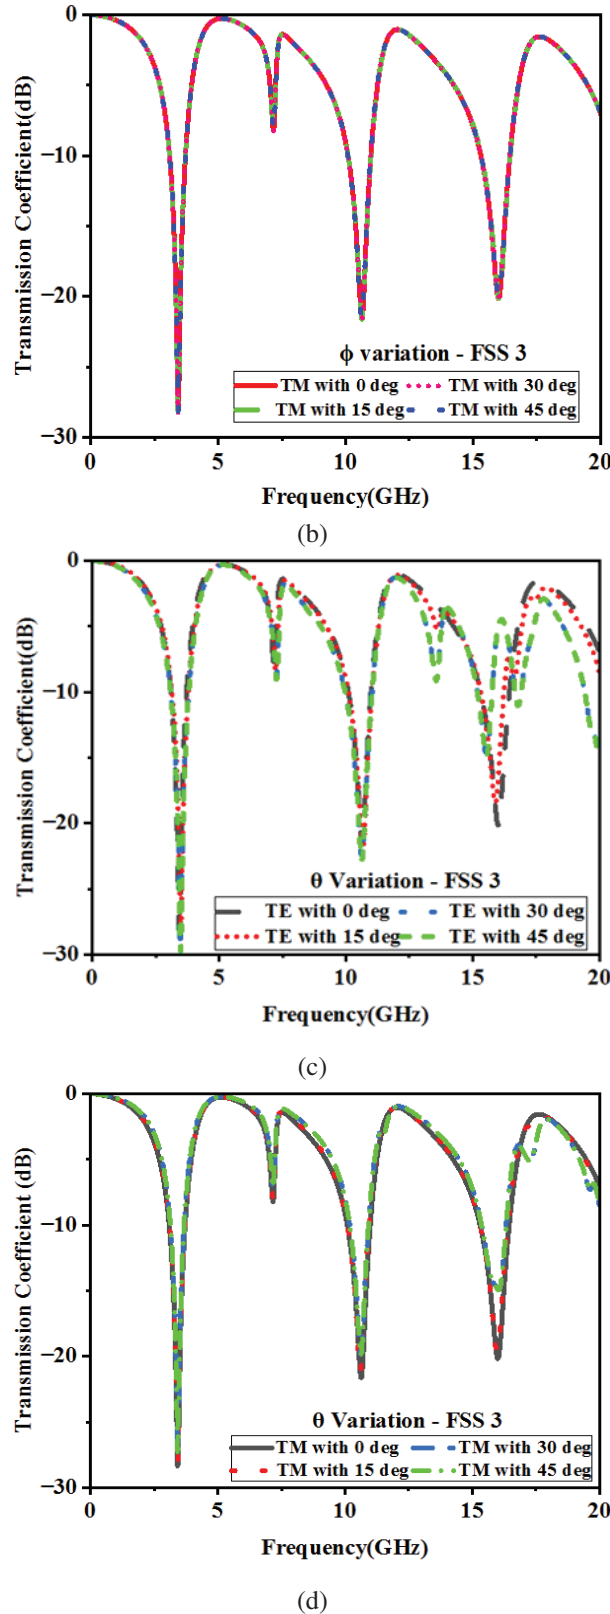 0
−10
−20
−30
Transmission Coefficient(dB)
ϕ variation - FSS 3
TM with 0 deg TM with 30 deg
TM with 15 deg TM with 45 deg
0 5 10 15 20
Frequency(GHz)
(b)
0
−10
−20
−30
Transmission Coefficient(dB)
θ Variation - FSS 3
TE with 0 deg TE with 30 deg
TE with 15 deg TE with 45 deg
0 5 10 15 20
Frequency(GHz)
(c)
0
−10
−20
−30
Transmission Coefficient (dB)
θ Variation - FSS 3
TM with 0 deg TM with 30 deg
TM with 15 deg TM with 45 deg
0 5 10 15 20
Frequency(GHz)
(d)